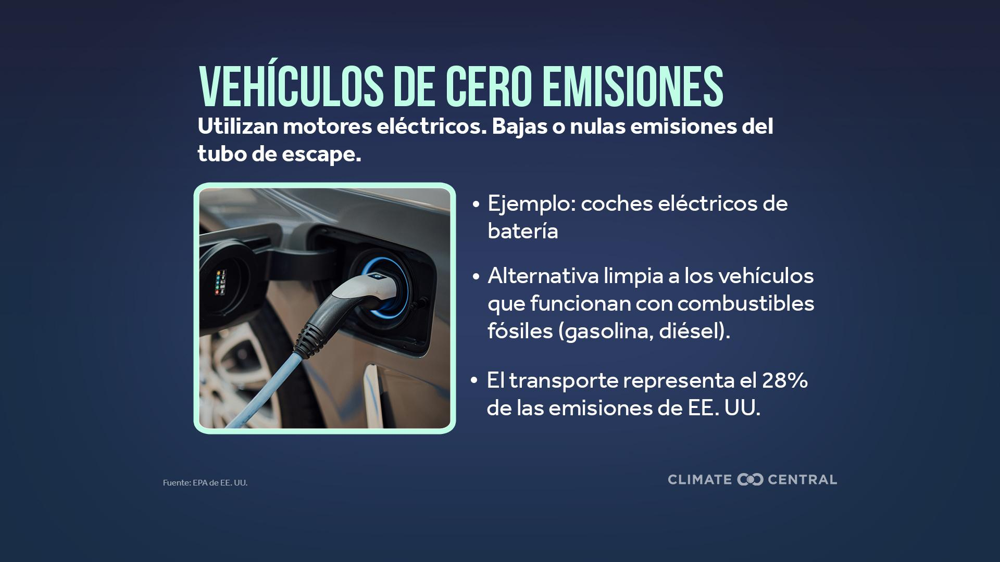 VEHÍCULOS DE CERO EMISIONES
Utilizan motores eléctricos. Bajas o nulas emisiones del
tubo de escape.
• Ejemplo: coches eléctricos de
batería
• Alternativa limpia a los vehículos
que funcionan con combustibles
fósiles (gasolina, diésel).
• El transporte representa el 28%
de las emisiones de EE. UU.
Fuente: EPA de EE. UU.
CLIMATE CENTRAL